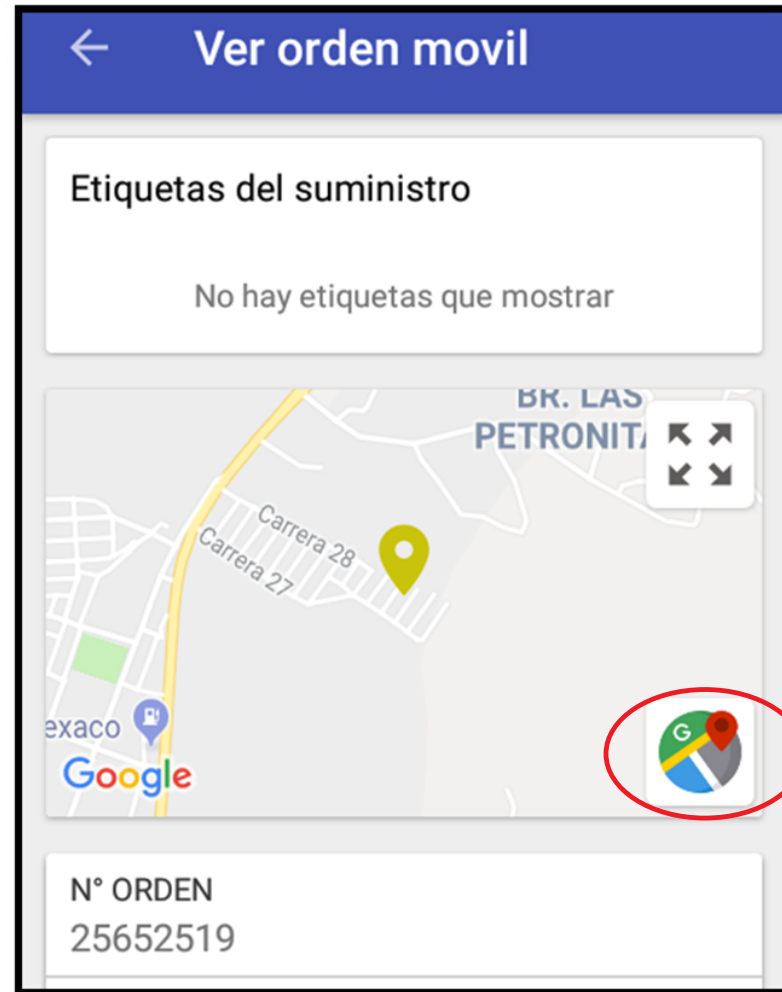 Ver orden movil
Etiquetas del suministro
No hay etiquetas que mostrar
BR. LAS
PETRONIT
Carrera 28
Carrera 27
exaco
Google
G
N° ORDEN
25652519